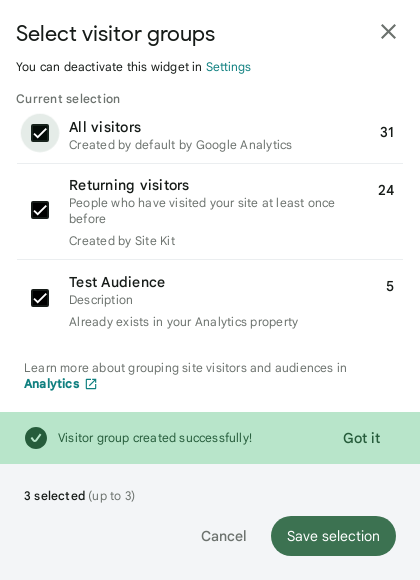 Select visitor groups
You can deactivate this widget in Settings
Current selection
All visitors 31
Created by default by Google Analytics
Returning visitors 24
People who have visited your site at least once
before
Created by Site Kit
Test Audience 5
Description
Already exists in your Analytics property
Learn more about grouping site visitors and audiences in
Analytics
Visitor group created successfully! Got it
3 selected (up to 3)
Cancel Save selection